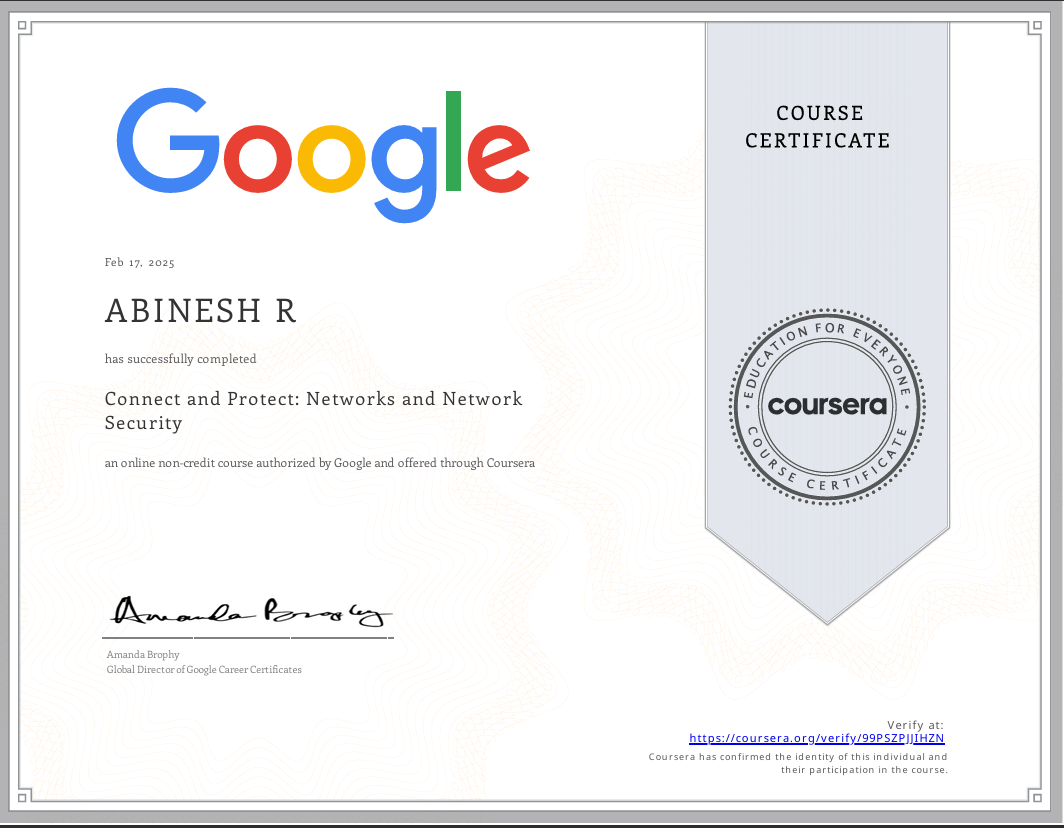 Google
COURSE
CERTIFICATE
Feb 17, 2025
ABINESH R
has successfully completed
Connect and Protect: Networks and Network
Security
an online non-credit course authorized by Google and offered through Coursera
EDUCATION FOR EVERYONE
coursera
COURSE CERTIFICATE
Amanda Brophy
Amanda Brophy
Global Director of Google Career Certificates
Verify at:
https://coursera.org/verify/99PSZPJJIHZN
Coursera has confirmed the identity of this individual and
their participation in the course.